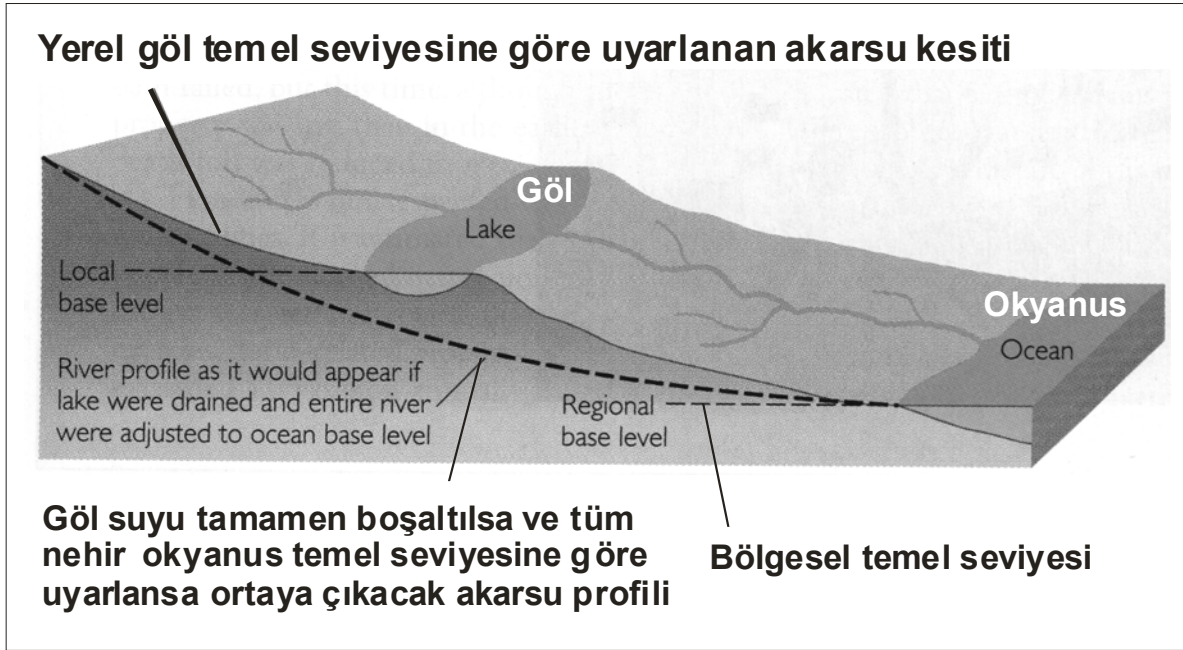 Yerel göl temel seviyesine göre uyarlanan akarsu kesiti
Göl
Lake
Local
base level
Okyanus
Ocean
River profile as it would appear if
lake were drained and entire river
were adjusted to ocean base level
Regional
base level
Göl suyu tamamen boşaltılsa ve tüm
nehir okyanus temel seviyesine göre
uyarlansa ortaya çıkacak akarsu profili
Bölgesel temel seviyesi